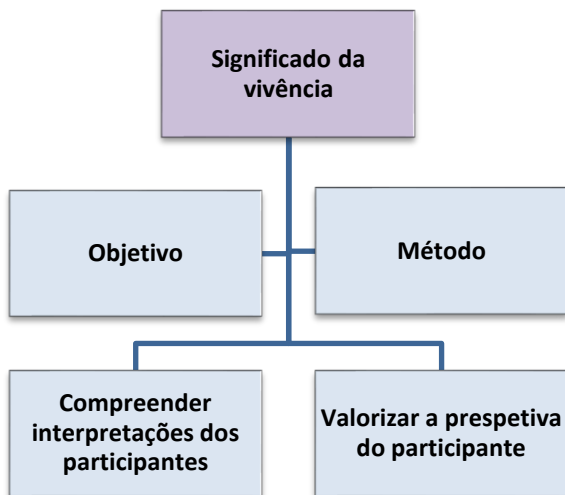 Significado da
vivência
Objetivo
Método
Compreender
interpretações dos
participantes
Valorizar a prespetiva
do participante